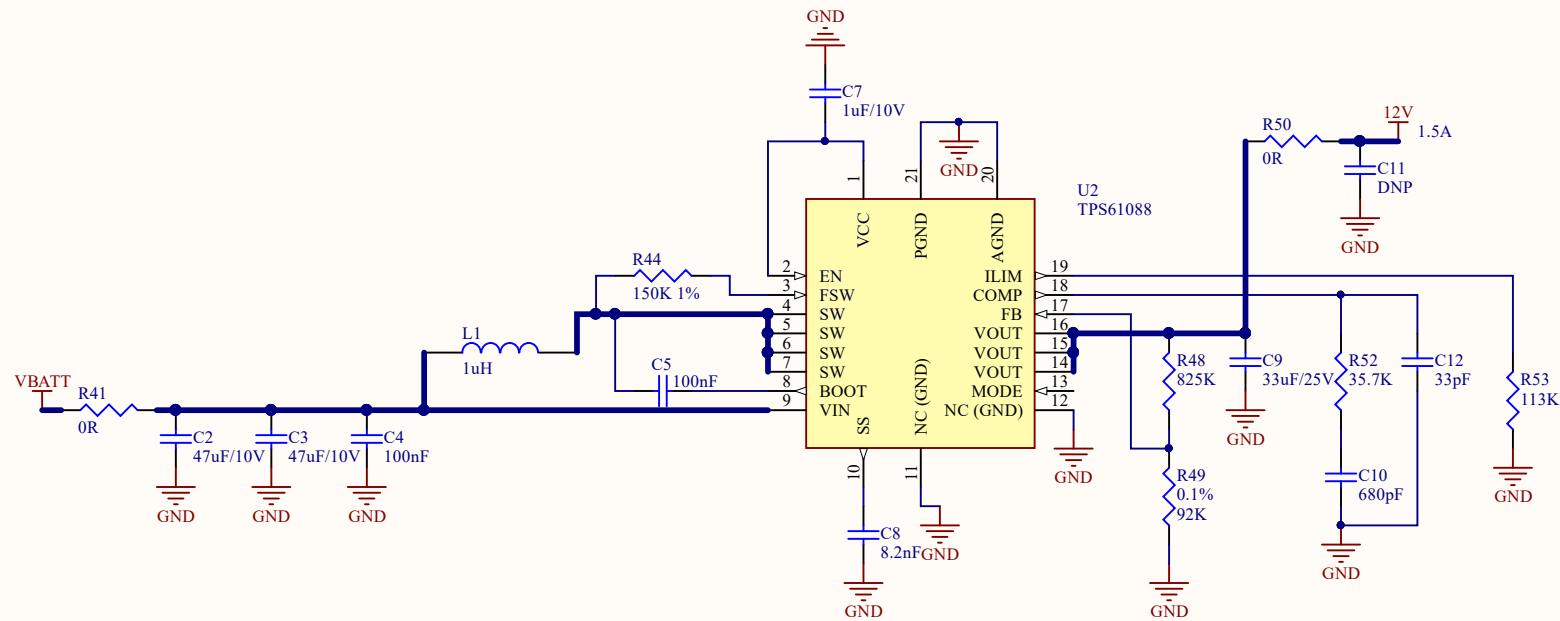 GND
C7
1uF/10V
GND
21
20
1
U2
TPS61088
VCC
PGND
AGND
R50
0R
12V
1.5A
C11
DNP
GND
R44
150K 1%
2
EN
3
FSW
4
SW
5
SW
6
SW
7
SW
8
BOOT
9
VIN
19
ILIM
18
COMP
17
FB
16
VOUT
15
VOUT
14
VOUT
13
MODE
12
NC (GND)
SS
NC (GND)
10
11
L1
1uH
C5
100nF
VBATT
R41
0R
C2
47uF/10V
GND
C3
47uF/10V
GND
C4
100nF
GND
C8
8.2nF
GND
GND
GND
R48
825K
R49
0.1%
92K
GND
C9
33uF/25V
GND
R52
35.7K
C12
33pF
C10
680pF
GND
R53
113K
GND